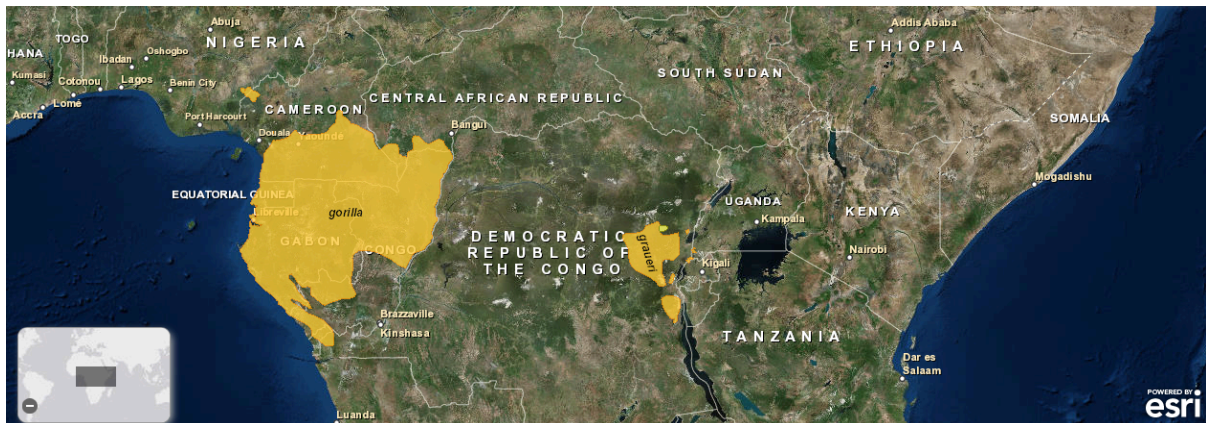 Abuja
NIGERIA
TOGO
HANA
Oshogbo
Ibadan
Kumasi
Cotonou
Lagos
Benin City
Lomé
Accra
Port Harcourt
CAMEROON
CENTRAL AFRICAN REPUBLIC
SOUTH SUDAN
Addis Ababa
ETHIOPIA
SOMALIA
Mogadishu
Douala
Yaounde
Bangui
EQUATORIAL GUINEA
Libreville
gorilla
GABON
CONGO
DEMOCRATIC
REPUBLIC OF
THE CONGO
graueri
UGANDA
Kampala
KENYA
Nairobi
Kigali
Brazzaville
Kinshasa
TANZANIA
Dar es
Salaam
Luanda
POWERED BY
esri